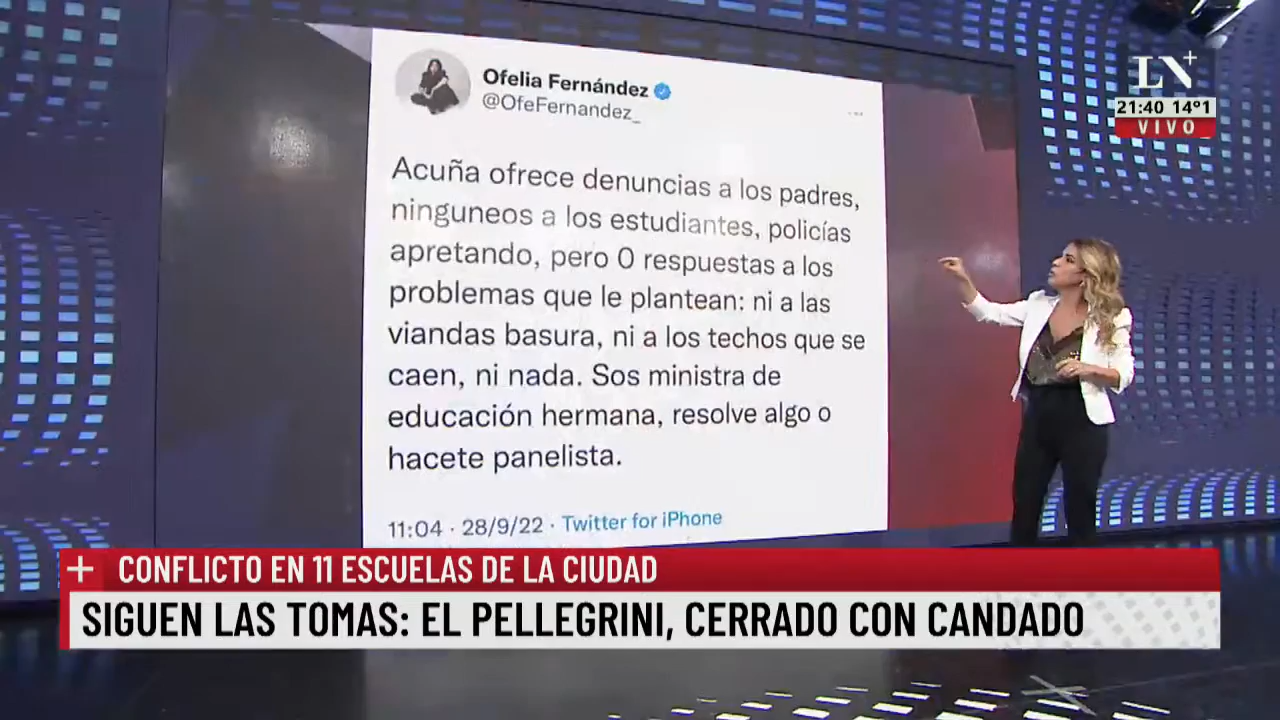 Ofelia Fernández
@OfeFernandez_
Acuña ofrece denuncias a los padres,
ninguneos a los estudiantes, policías
apretando, pero 0 respuestas a los
problemas que le plantean: ni a las
viandas basura, ni a los techos que se
caen, ni nada. Sos ministra de
educación hermana, resolve algo o
hacete panelista.
11:04 · 28/9/22 · Twitter for iPhone
LN+
21:40 14°1
VIVO
+ CONFLICTO EN 11 ESCUELAS DE LA CIUDAD
SIGUEN LAS TOMAS: EL PELLEGRINI, CERRADO CON CANDADO